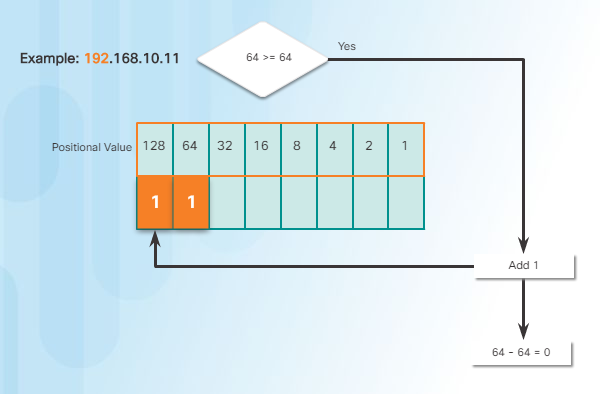 Yes
Example: 192.168.10.11
64 >= 64
Positional Value 128 64 32 16 8 4 2 1
1 1
Add 1
64 - 64 = 0